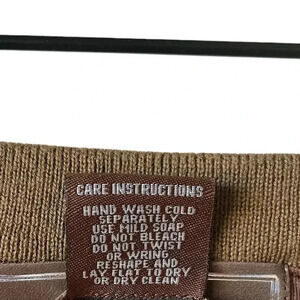 CARE INSTRUCTIONS
HAND WASH COLD
SEPARATELY
USE MILD SOAP
DO NOT BLEACH
DO NOT TWIST
OR WRING
RESHAPE AND
LAY FLAT TO DRY
OR DRY CLEAN